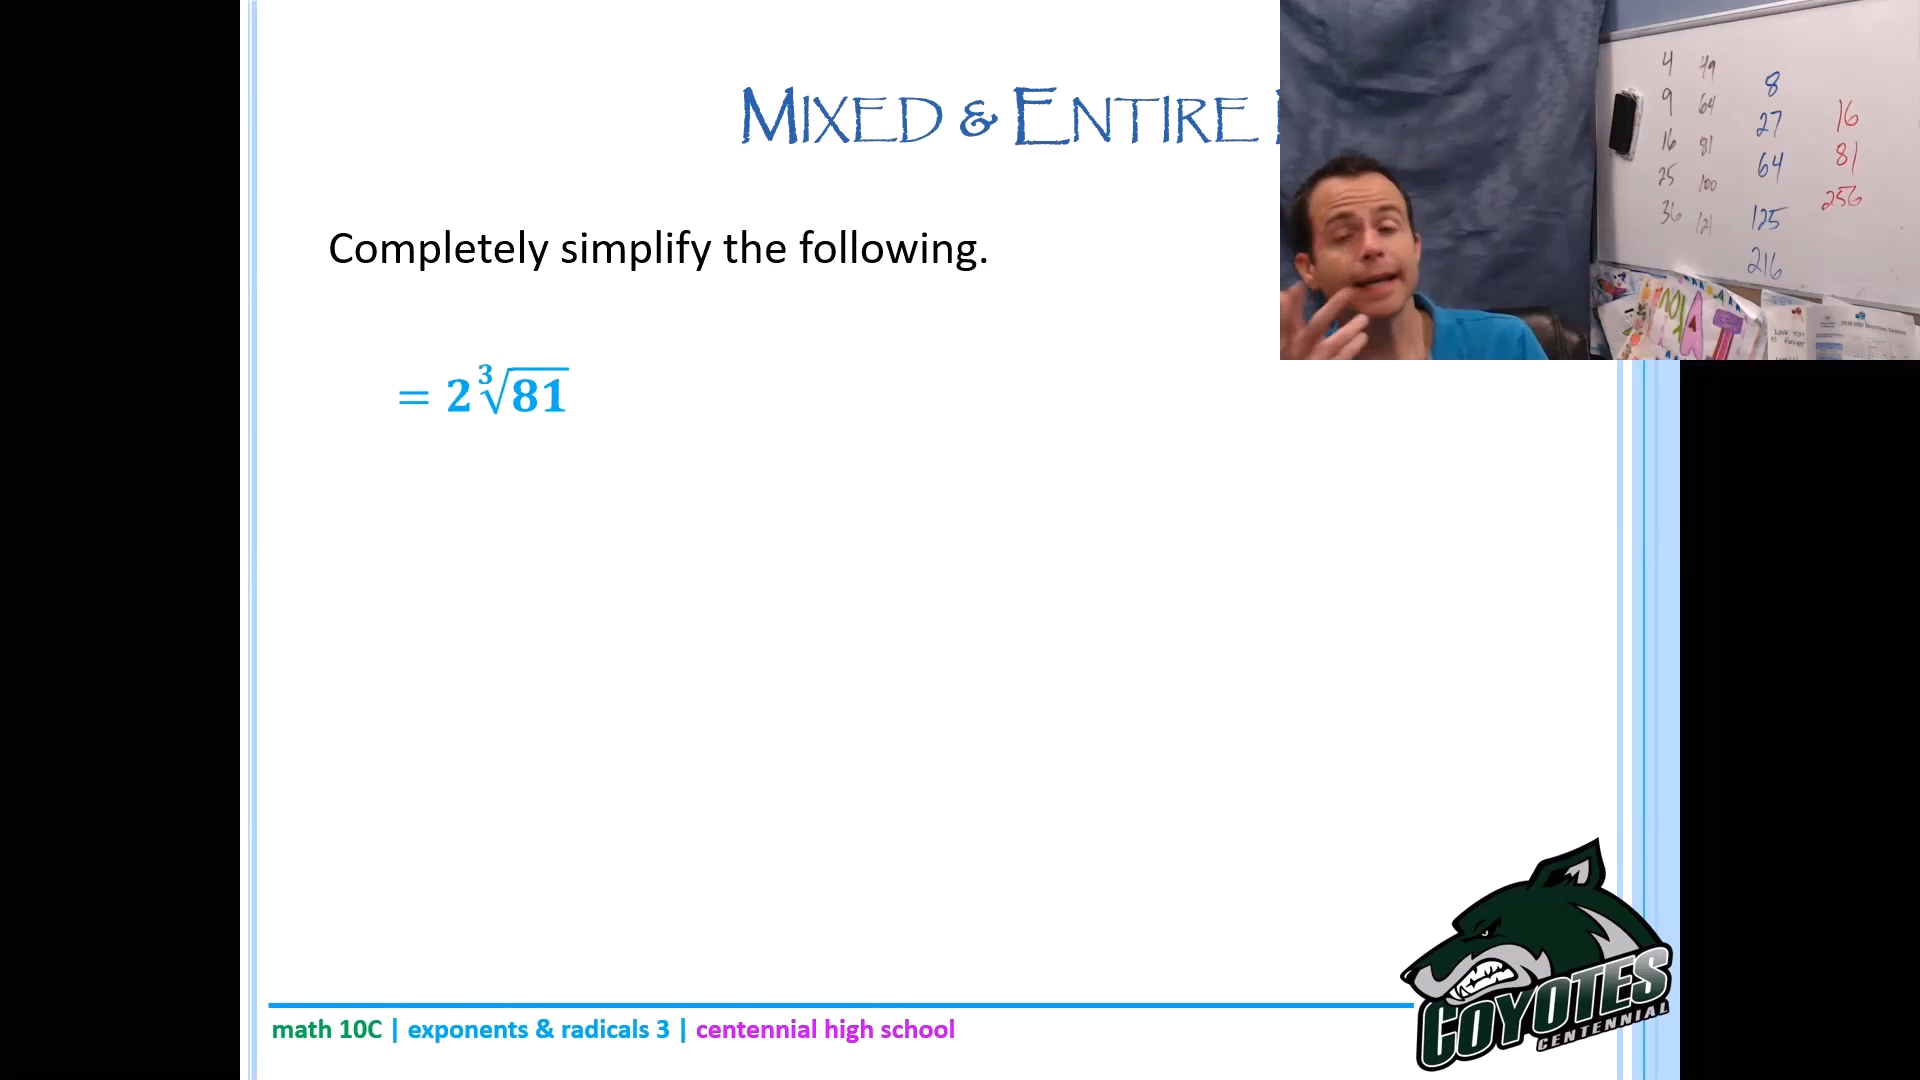 MIXED & ENTIRE
Completely simplify the following.
= 2∛81
math 10C | exponents & radicals 3 | centennial high school
COYOTES
CENTENNIAL
4 49
9 64
16 81
25 100
36 121
8
27
64
125
216
16
81
256